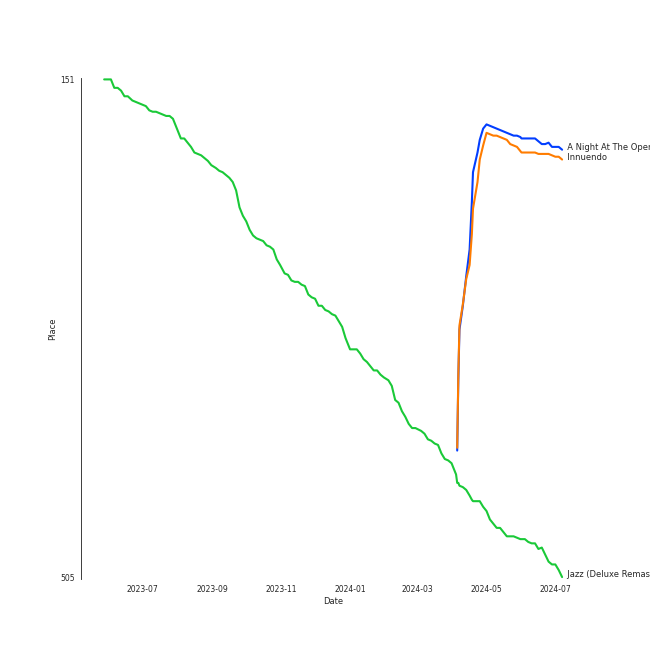 151
A Night At The Oper
Innuendo
Place
505
Jazz (Deluxe Remas
2023-07 2023-09 2023-11 2024-01 2024-03 2024-05 2024-07
Date